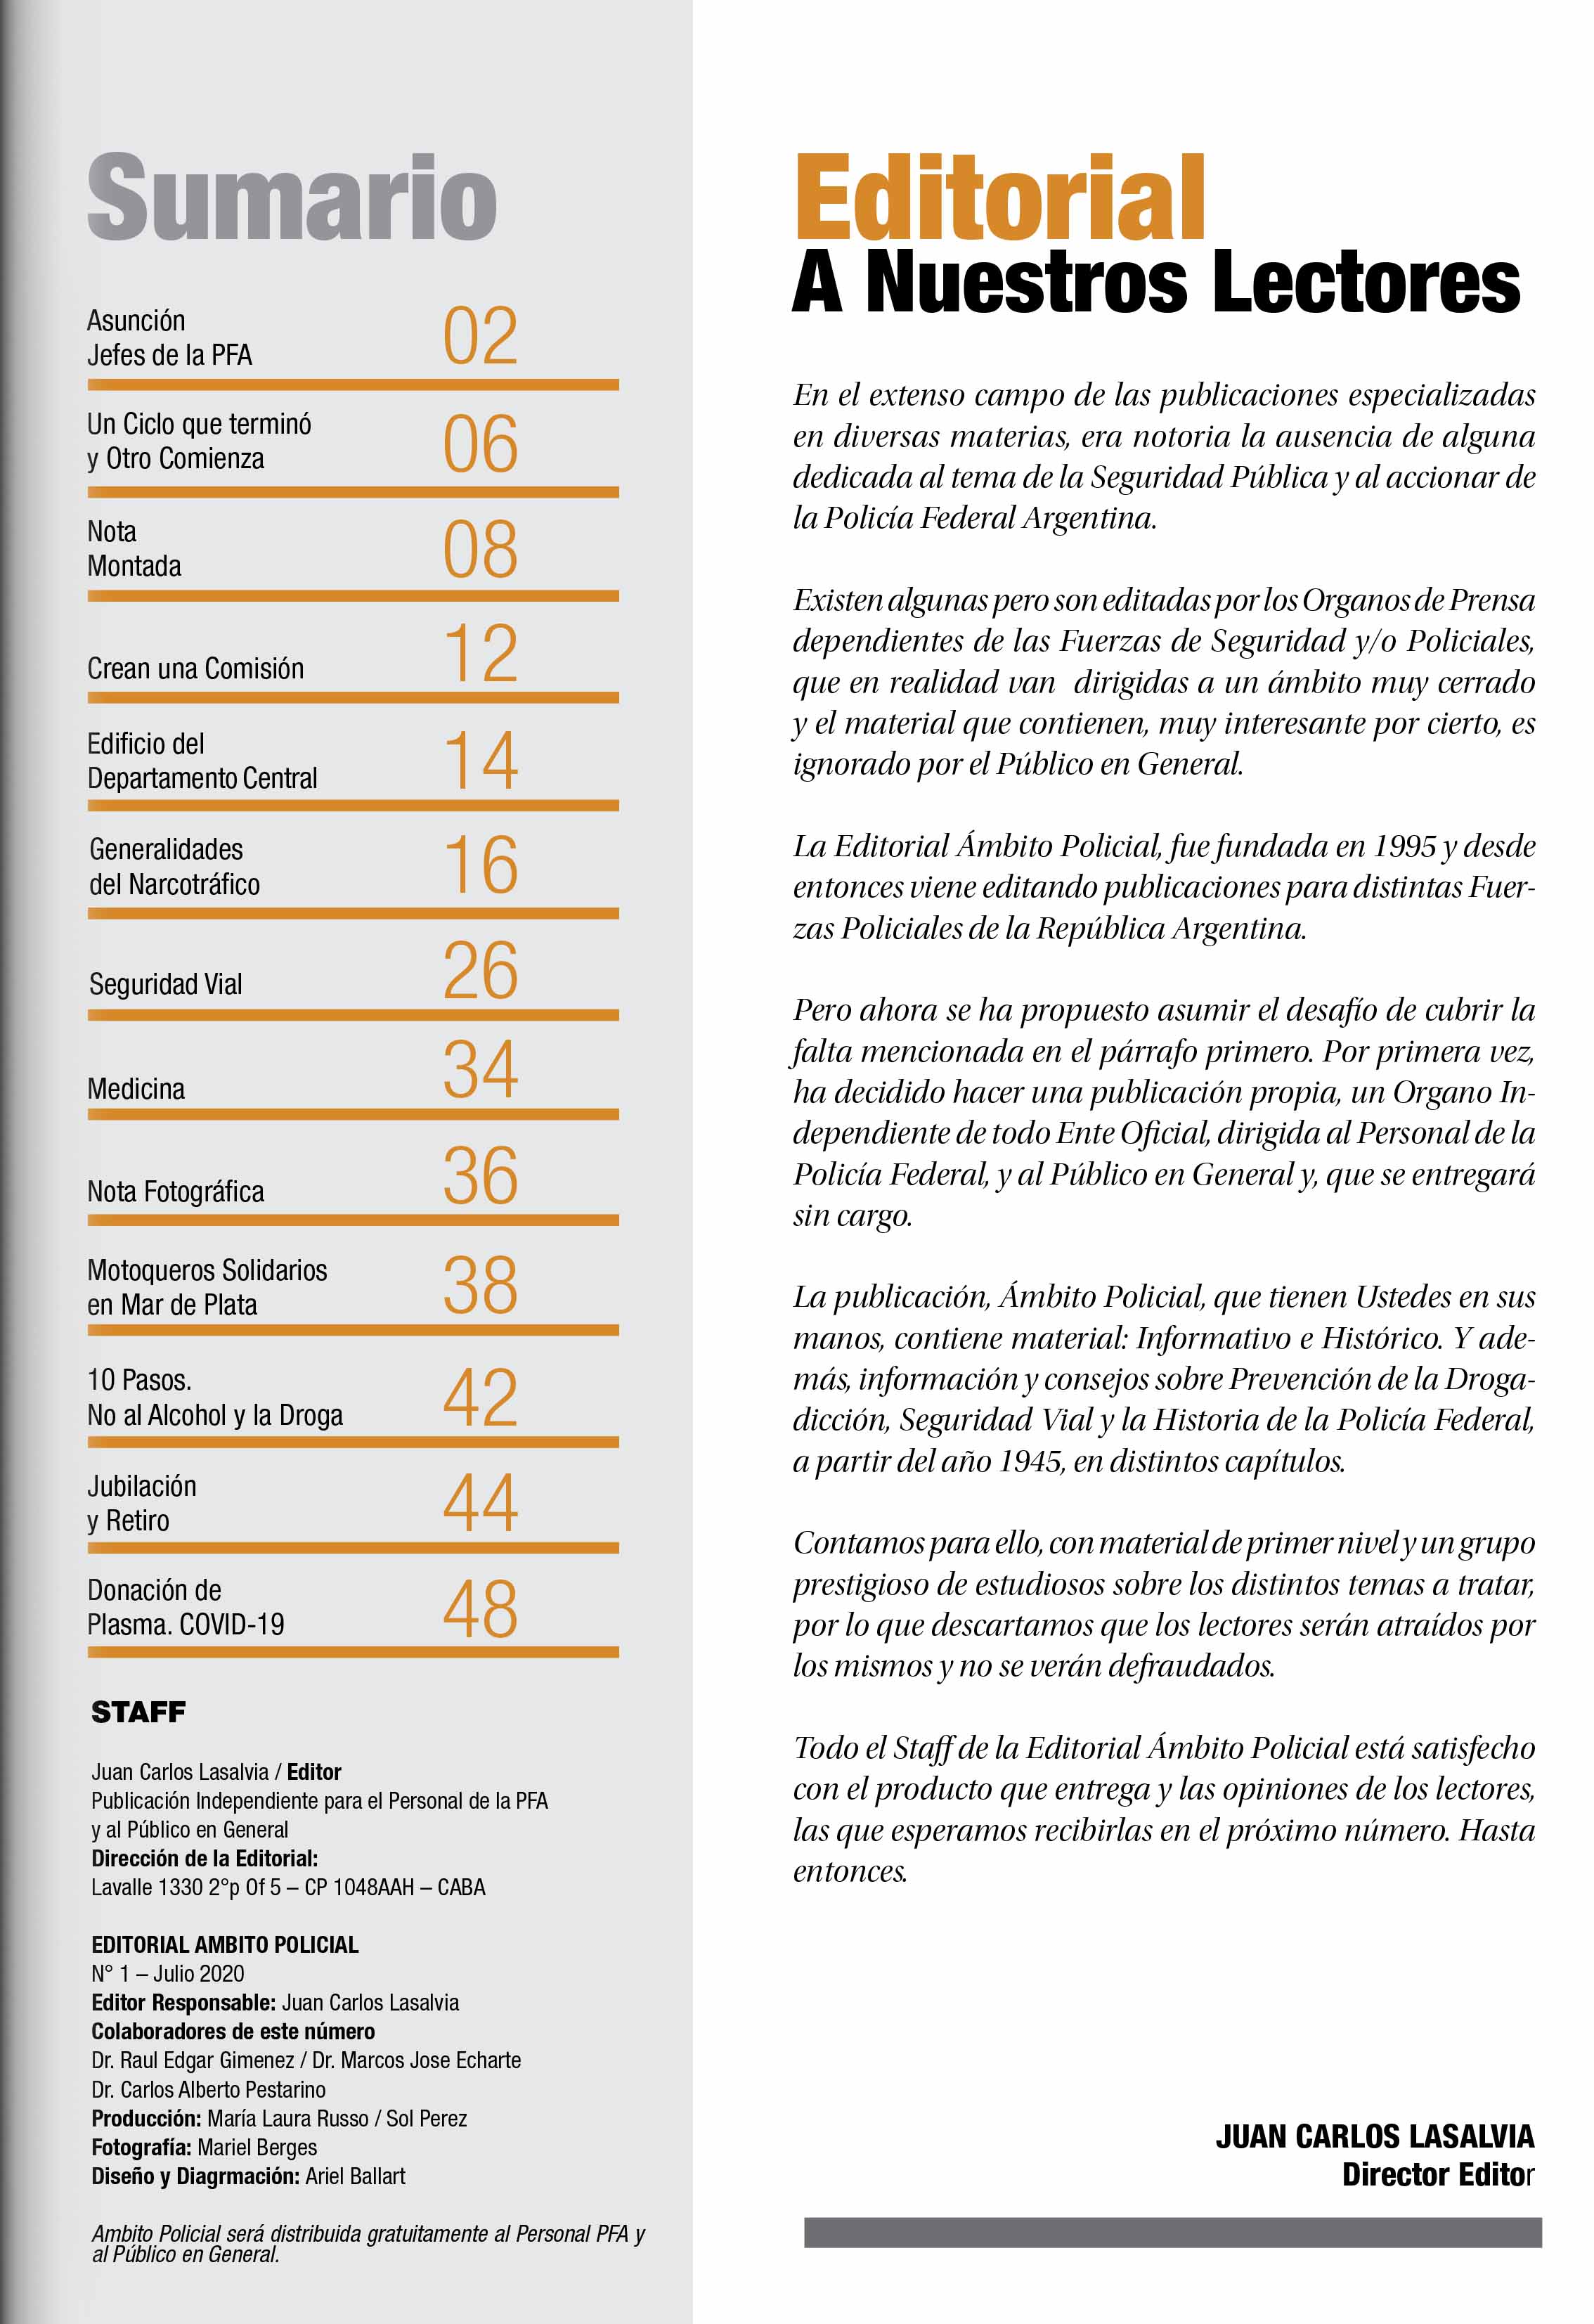 Sumario
Asunción
Jefes de la PFA
02
Un Ciclo que terminó
y Otro Comienza
06
Nota
Montada
08
Crean una Comisión
12
Edificio del
Departamento Central
14
Generalidades
del Narcotráfico
16
Seguridad Vial
26
Medicina
34
Nota Fotográfica
36
Motoqueros Solidarios
en Mar de Plata
38
10 Pasos.
No al Alcohol y la Droga
42
Jubilación
y Retiro
44
Donación de
Plasma. COVID-19
48
STAFF
Juan Carlos Lasalvia / Editor
Publicación Independiente para el Personal de la PFA
y al Público en General
Dirección de la Editorial:
Lavalle 1330 2°p Of 5 – CP 1048AAH – CABA
EDITORIAL AMBITO POLICIAL
N° 1 – Julio 2020
Editor Responsable: Juan Carlos Lasalvia
Colaboradores de este número
Dr. Raul Edgar Gimenez / Dr. Marcos Jose Echarte
Dr. Carlos Alberto Pestarino
Producción: María Laura Russo / Sol Perez
Fotografía: Mariel Berges
Diseño y Diagrmación: Ariel Ballart
Ambito Policial será distribuida gratuitamente al Personal PFA y
al Público en General.
Editorial
A Nuestros Lectores
En el extenso campo de las publicaciones especializadas
en diversas materias, era notoria la ausencia de alguna
dedicada al tema de la Seguridad Pública y al accionar de
la Policía Federal Argentina.
Existen algunas pero son editadas por los Organos de Prensa
dependientes de las Fuerzas de Seguridad y/o Policiales,
que en realidad van  dirigidas a un ámbito muy cerrado
y el material que contienen, muy interesante por cierto, es
ignorado por el Público en General.
La Editorial Ámbito Policial, fue fundada en 1995 y desde
entonces viene editando publicaciones para distintas Fuer-
zas Policiales de la República Argentina.
Pero ahora se ha propuesto asumir el desafío de cubrir la
falta mencionada en el párrafo primero. Por primera vez,
ha decidido hacer una publicación propia, un Organo In-
dependiente de todo Ente Oficial, dirigida al Personal de la
Policía Federal, y al Público en General y, que se entregará
sin cargo.
La publicación, Ámbito Policial, que tienen Ustedes en sus
manos, contiene material: Informativo e Histórico. Y ade-
más, información y consejos sobre Prevención de la Droga-
dicción, Seguridad Vial y la Historia de la Policía Federal,
a partir del año 1945, en distintos capítulos.
Contamos para ello, con material de primer nivel y un grupo
prestigioso de estudiosos sobre los distintos temas a tratar,
por lo que descartamos que los lectores serán atraídos por
los mismos y no se verán defraudados.
Todo el Staff de la Editorial Ámbito Policial está satisfecho
con el producto que entrega y las opiniones de los lectores,
las que esperamos recibirlas en el próximo número. Hasta
entonces.
JUAN CARLOS LASALVIA
Director Editor